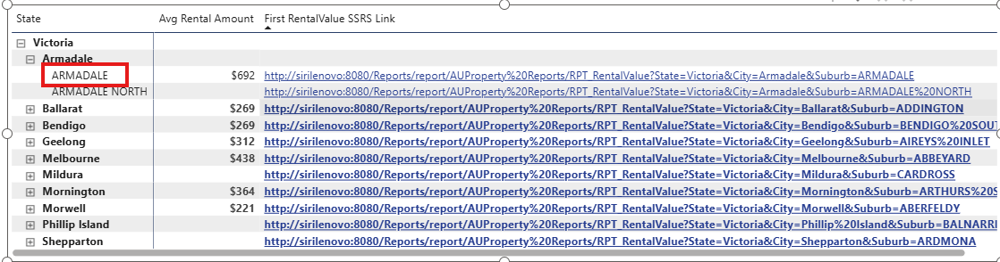 State Avg Rental Amount First RentalValue SSRS Link
Victoria
Armadale
ARMADALE $692 http://sirilenovo:8080/Reports/report/AUProperty%20Reports/RPT_RentalValue?State=Victoria&City=Armadale&Suburb=ARMADALE
ARMADALE NORTH http://sirilenovo:8080/Reports/report/AUProperty%20Reports/RPT_RentalValue?State=Victoria&City=Armadale&Suburb=ARMADALE%20NORTH
Ballarat $269 http://sirilenovo:8080/Reports/report/AUProperty%20Reports/RPT_RentalValue?State=Victoria&City=Ballarat&Suburb=ADDINGTON
Bendigo $269 http://sirilenovo:8080/Reports/report/AUProperty%20Reports/RPT_RentalValue?State=Victoria&City=Bendigo&Suburb=BENDIGO%20SOUT
Geelong $312 http://sirilenovo:8080/Reports/report/AUProperty%20Reports/RPT_RentalValue?State=Victoria&City=Geelong&Suburb=AIREYS%20INLET
Melbourne $438 http://sirilenovo:8080/Reports/report/AUProperty%20Reports/RPT_RentalValue?State=Victoria&City=Melbourne&Suburb=ABBEYARD
Mildura http://sirilenovo:8080/Reports/report/AUProperty%20Reports/RPT_RentalValue?State=Victoria&City=Mildura&Suburb=CARDROSS
Mornington $364 http://sirilenovo:8080/Reports/report/AUProperty%20Reports/RPT_RentalValue?State=Victoria&City=Mornington&Suburb=ARTHURS%20S
Morwell $221 http://sirilenovo:8080/Reports/report/AUProperty%20Reports/RPT_RentalValue?State=Victoria&City=Morwell&Suburb=ABERFELDY
Phillip Island http://sirilenovo:8080/Reports/report/AUProperty%20Reports/RPT_RentalValue?State=Victoria&City=Phillip%20Island&Suburb=BALNARRI
Shepparton http://sirilenovo:8080/Reports/report/AUProperty%20Reports/RPT_RentalValue?State=Victoria&City=Shepparton&Suburb=ARDMONA